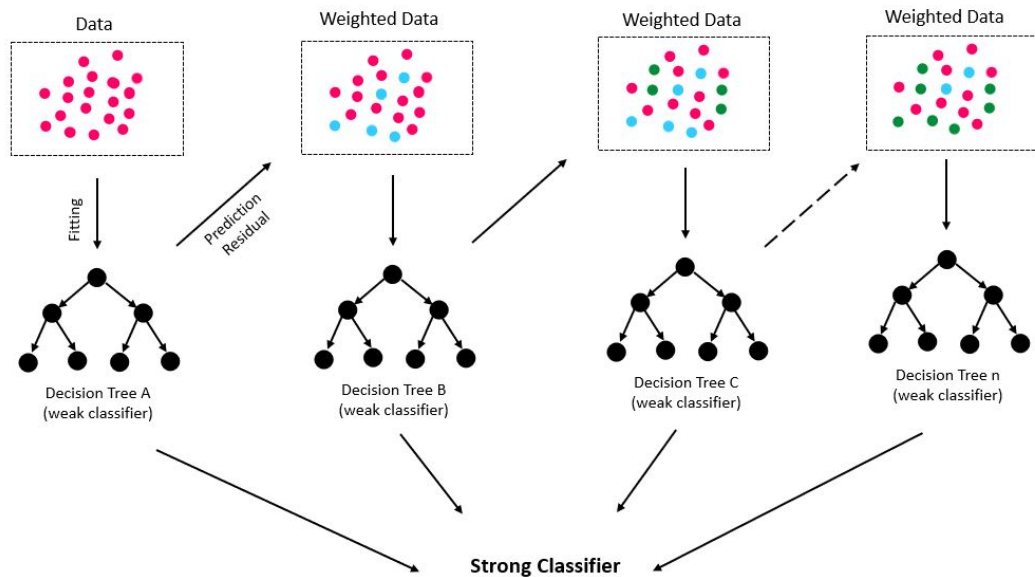 Data
Weighted Data
Weighted Data
Weighted Data
Fitting
Prediction
Residual
Decision Tree A
(weak classifier)
Decision Tree B
(weak classifier)
Decision Tree C
(weak classifier)
Decision Tree n
(weak classifier)
Strong Classifier